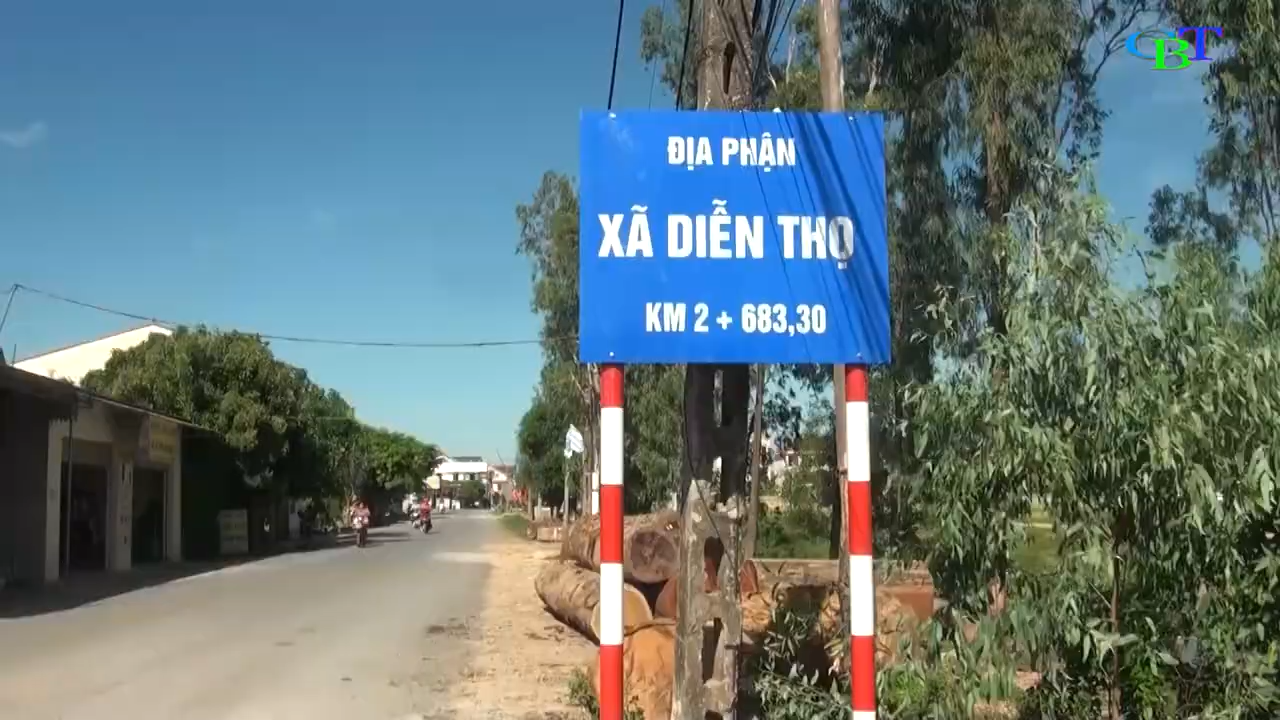 CBT
ĐỊA PHẬN
XÃ DIỄN THỌ
KM 2 + 683,30